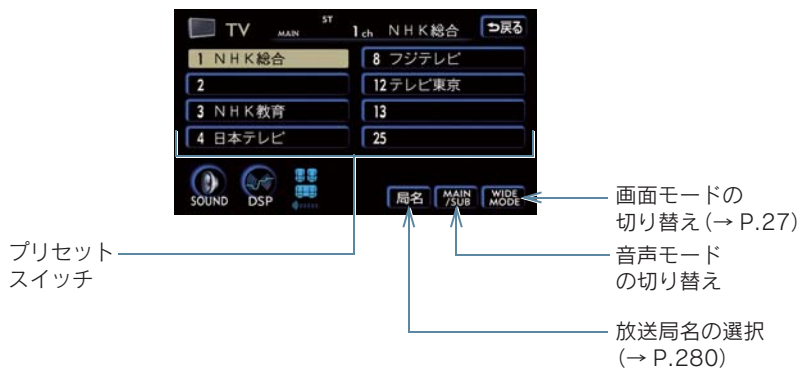 TV MAIN ST 1ch NHK総合 戻る
1 NHK総合
8 フジテレビ
2
12 テレビ東京
3 NHK教育
13
4 日本テレビ
25
SOUND
DSP
局名
MAIN
/SUB
WIDE
MODE
プリセット
スイッチ
画面モードの
切り替え(→ P.27)
音声モード
の切り替え
放送局名の選択
(→ P.280)